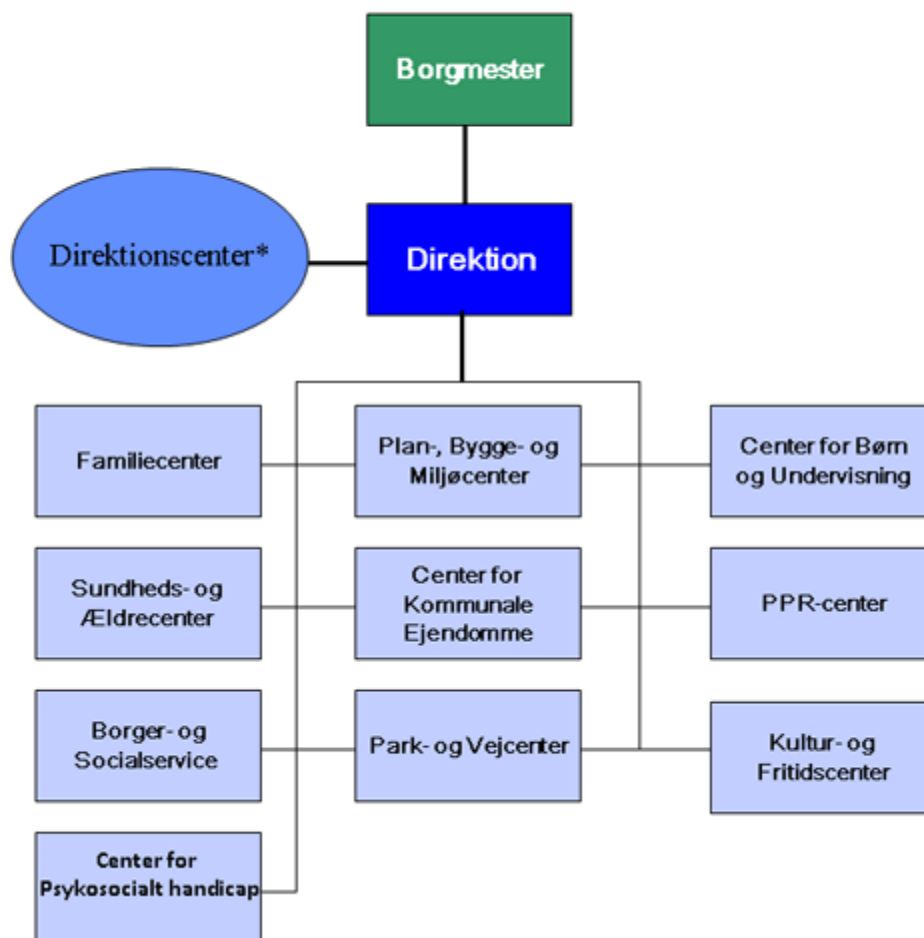 Borgmester
Direktionscenter*
Direktion
Familiecenter
Plan-, Bygge- og
Miljøcenter
Center for Børn
og Undervisning
Sundheds- og
Ældrecenter
Center for
Kommunale
Ejendomme
PPR-center
Borger- og
Socialservice
Park- og Vejcenter
Kultur- og
Fritidscenter
Center for
Psykosocialt handicap